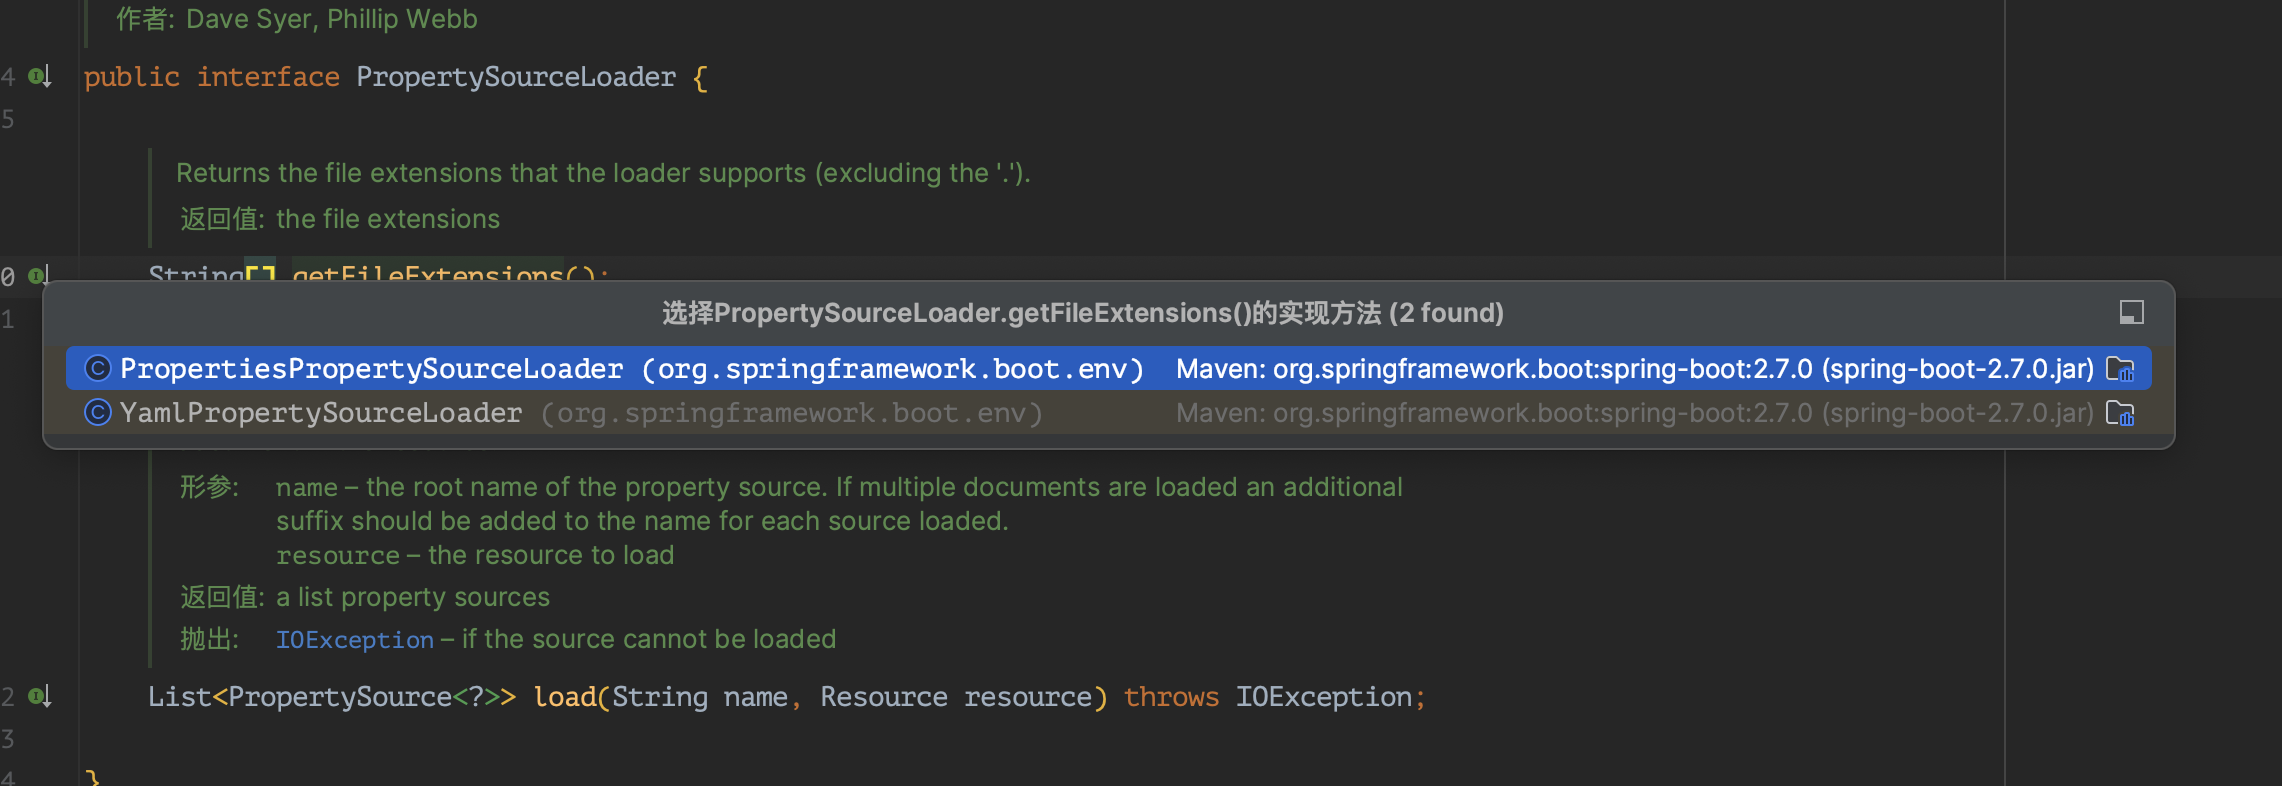 作者: Dave Syer, Phillip Webb
4 public interface PropertySourceLoader {
5
Returns the file extensions that the loader supports (excluding the '.').
返回值: the file extensions
0 String[] getFileExtensions();
1
选择PropertySourceLoader.getFileExtensions()的实现方法 (2 found)
PropertiesPropertySourceLoader (org.springframework.boot.env) Maven: org.springframework.boot:spring-boot:2.7.0 (spring-boot-2.7.0.jar)
YamlPropertySourceLoader (org.springframework.boot.env) Maven: org.springframework.boot:spring-boot:2.7.0 (spring-boot-2.7.0.jar)
形参: name – the root name of the property source. If multiple documents are loaded an additional
suffix should be added to the name for each source loaded.
resource – the resource to load
返回值: a list property sources
抛出: IOException – if the source cannot be loaded
2 List<PropertySource<?>> load(String name, Resource resource) throws IOException;
3
4 }